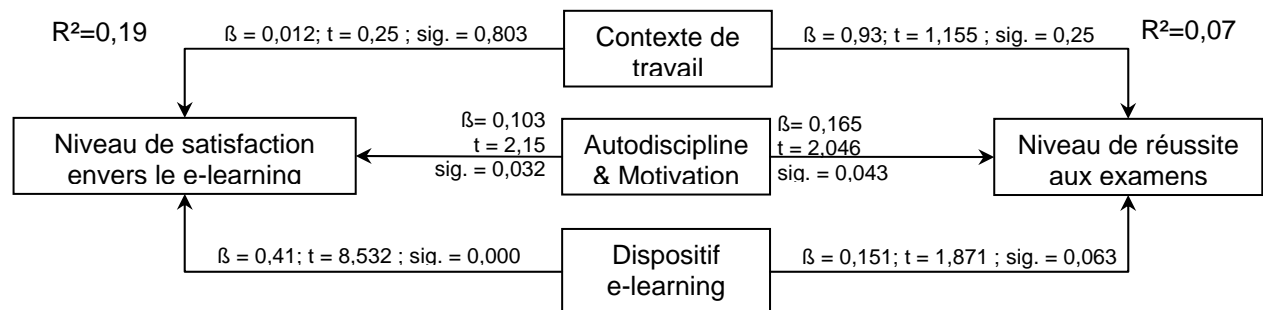 R²=0,19
ß = 0,012; t = 0,25 ; sig. = 0,803
Contexte de
travail
ß = 0,93; t = 1,155 ; sig. = 0,25
R²=0,07
Niveau de satisfaction
envers le e-learning
ß= 0,103
t = 2,15
sig. = 0,032
Autodiscipline
& Motivation
ß= 0,165
t = 2,046
sig. = 0,043
Niveau de réussite
aux examens
ß = 0,41; t = 8,532 ; sig. = 0,000
Dispositif
e-learning
ß = 0,151; t = 1,871 ; sig. = 0,063